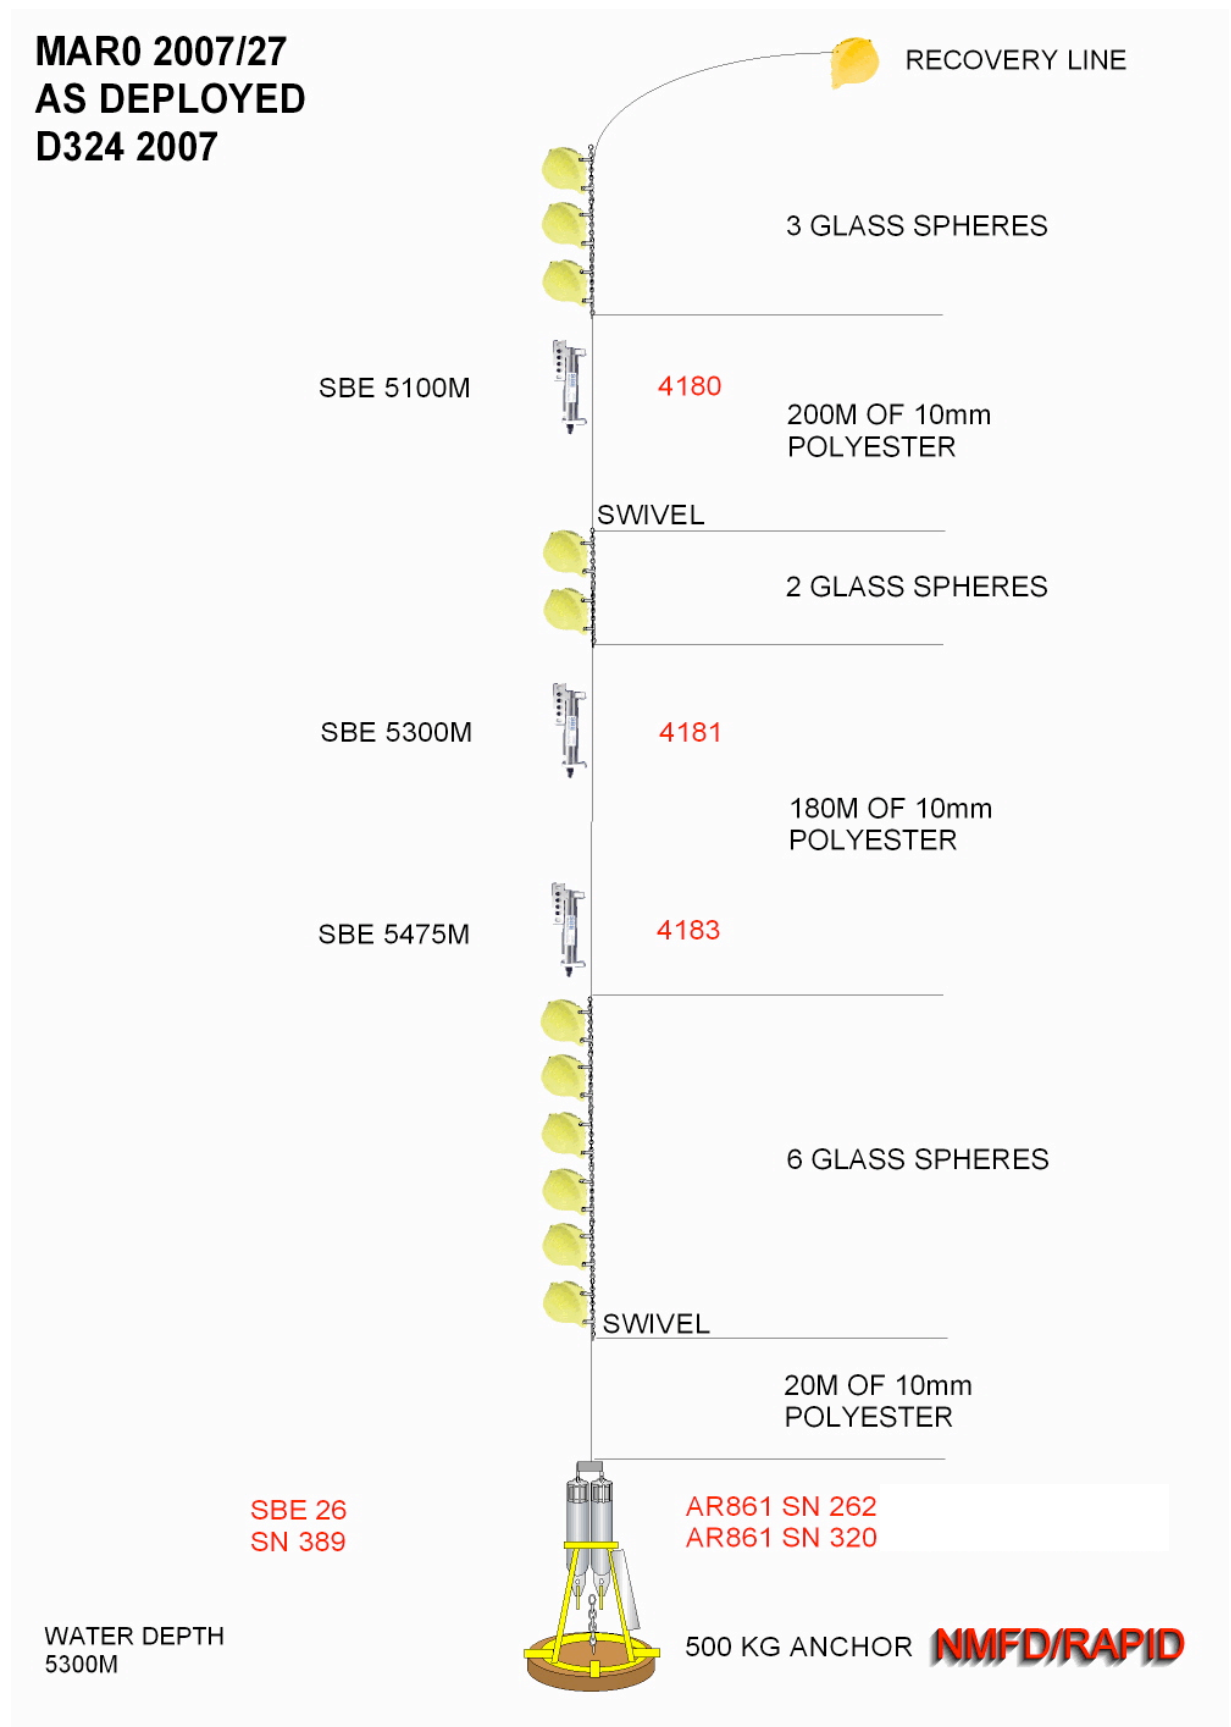 MAR0 2007/27
AS DEPLOYED
D324 2007
RECOVERY LINE
3 GLASS SPHERES
SBE 5100M
4180
200M OF 10mm
POLYESTER
SWIVEL
2 GLASS SPHERES
SBE 5300M
4181
180M OF 10mm
POLYESTER
SBE 5475M
4183
6 GLASS SPHERES
SWIVEL
20M OF 10mm
POLYESTER
SBE 26
SN 389
AR861 SN 262
AR861 SN 320
WATER DEPTH
5300M
500 KG ANCHOR
NMFD/RAPID